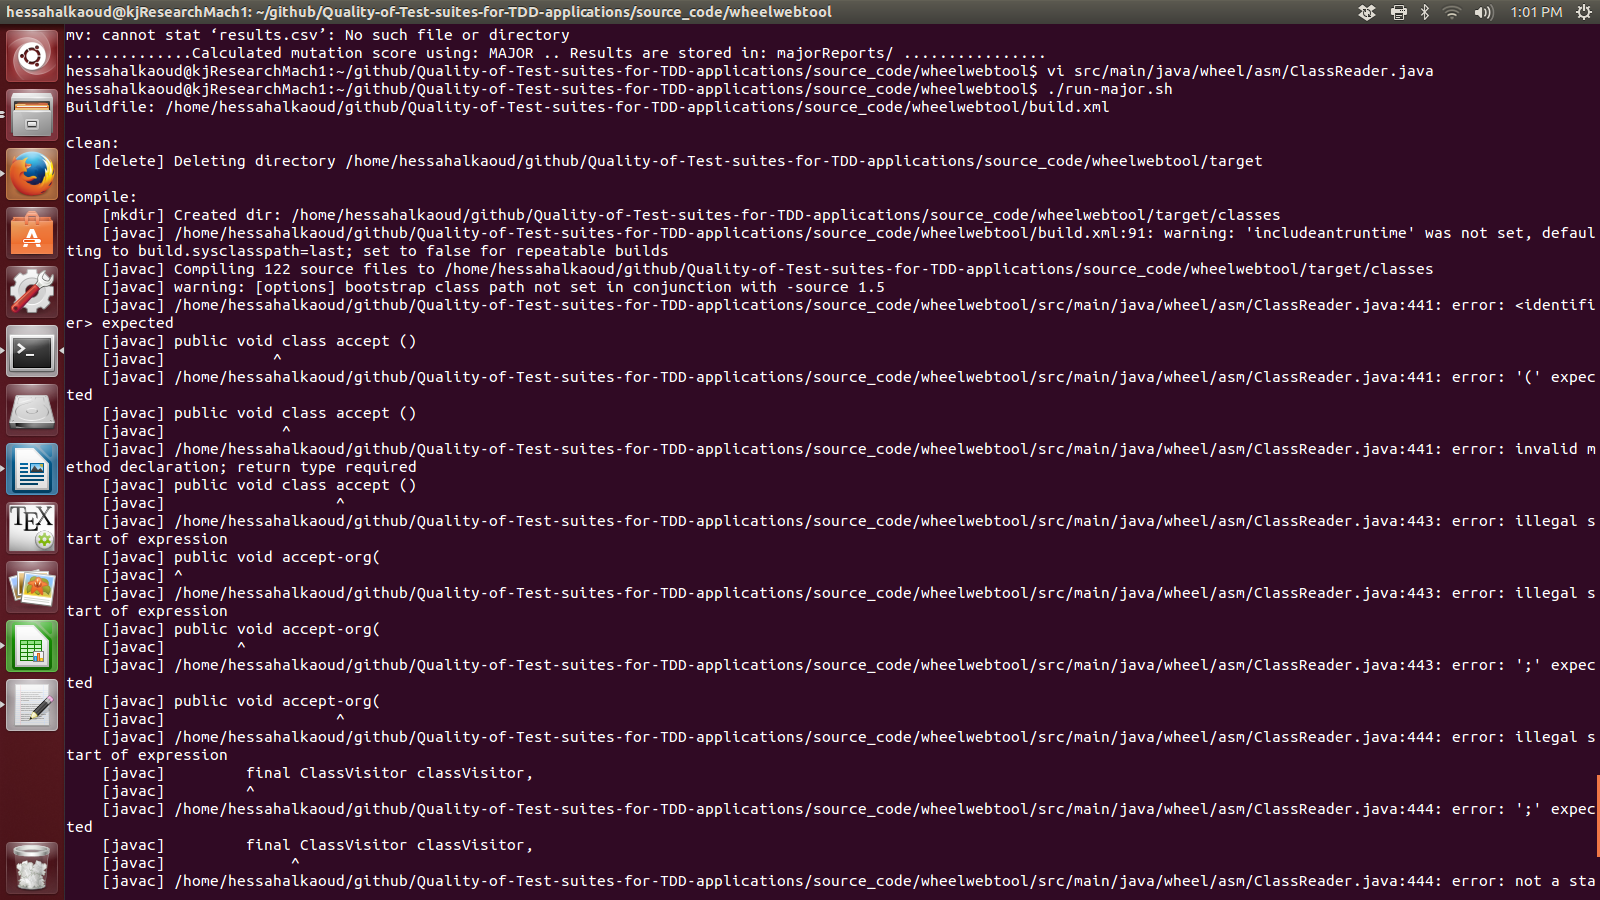 hessahalkaoud@kjResearchMach1: ~/github/Quality-of-Test-suites-for-TDD-applications/source_code/wheelwebtool 1:01 PM
mv: cannot stat ‘results.csv’: No such file or directory
..............Calculated mutation score using: MAJOR .. Results are stored in: majorReports/ ................
hessahalkaoud@kjResearchMach1:~/github/Quality-of-Test-suites-for-TDD-applications/source_code/wheelwebtool$ vi src/main/java/wheel/asm/ClassReader.java
hessahalkaoud@kjResearchMach1:~/github/Quality-of-Test-suites-for-TDD-applications/source_code/wheelwebtool$ ./run-major.sh
Buildfile: /home/hessahalkaoud/github/Quality-of-Test-suites-for-TDD-applications/source_code/wheelwebtool/build.xml
clean:
[delete] Deleting directory /home/hessahalkaoud/github/Quality-of-Test-suites-for-TDD-applications/source_code/wheelwebtool/target
compile:
[mkdir] Created dir: /home/hessahalkaoud/github/Quality-of-Test-suites-for-TDD-applications/source_code/wheelwebtool/target/classes
[javac] /home/hessahalkaoud/github/Quality-of-Test-suites-for-TDD-applications/source_code/wheelwebtool/build.xml:91: warning: 'includeantruntime' was not set, defaul
ting to build.sysclasspath=last; set to false for repeatable builds
[javac] Compiling 122 source files to /home/hessahalkaoud/github/Quality-of-Test-suites-for-TDD-applications/source_code/wheelwebtool/target/classes
[javac] warning: [options] bootstrap class path not set in conjunction with -source 1.5
[javac] /home/hessahalkaoud/github/Quality-of-Test-suites-for-TDD-applications/source_code/wheelwebtool/src/main/java/wheel/asm/ClassReader.java:441: error: <identifi
er> expected
[javac] public void class accept ()
[javac]            ^
[javac] /home/hessahalkaoud/github/Quality-of-Test-suites-for-TDD-applications/source_code/wheelwebtool/src/main/java/wheel/asm/ClassReader.java:441: error: '(' expec
ted
[javac] public void class accept ()
[javac]             ^
[javac] /home/hessahalkaoud/github/Quality-of-Test-suites-for-TDD-applications/source_code/wheelwebtool/src/main/java/wheel/asm/ClassReader.java:441: error: invalid m
ethod declaration; return type required
[javac] public void class accept ()
[javac]                   ^
[javac] /home/hessahalkaoud/github/Quality-of-Test-suites-for-TDD-applications/source_code/wheelwebtool/src/main/java/wheel/asm/ClassReader.java:443: error: illegal s
tart of expression
[javac] public void accept-org(
[javac] ^
[javac] /home/hessahalkaoud/github/Quality-of-Test-suites-for-TDD-applications/source_code/wheelwebtool/src/main/java/wheel/asm/ClassReader.java:443: error: illegal s
tart of expression
[javac] public void accept-org(
[javac]        ^
[javac] /home/hessahalkaoud/github/Quality-of-Test-suites-for-TDD-applications/source_code/wheelwebtool/src/main/java/wheel/asm/ClassReader.java:443: error: ';' expec
ted
[javac] public void accept-org(
[javac]                   ^
[javac] /home/hessahalkaoud/github/Quality-of-Test-suites-for-TDD-applications/source_code/wheelwebtool/src/main/java/wheel/asm/ClassReader.java:444: error: illegal s
tart of expression
[javac]         final ClassVisitor classVisitor,
[javac]         ^
[javac] /home/hessahalkaoud/github/Quality-of-Test-suites-for-TDD-applications/source_code/wheelwebtool/src/main/java/wheel/asm/ClassReader.java:444: error: ';' expec
ted
[javac]         final ClassVisitor classVisitor,
[javac]              ^
[javac] /home/hessahalkaoud/github/Quality-of-Test-suites-for-TDD-applications/source_code/wheelwebtool/src/main/java/wheel/asm/ClassReader.java:444: error: not a sta
TEX